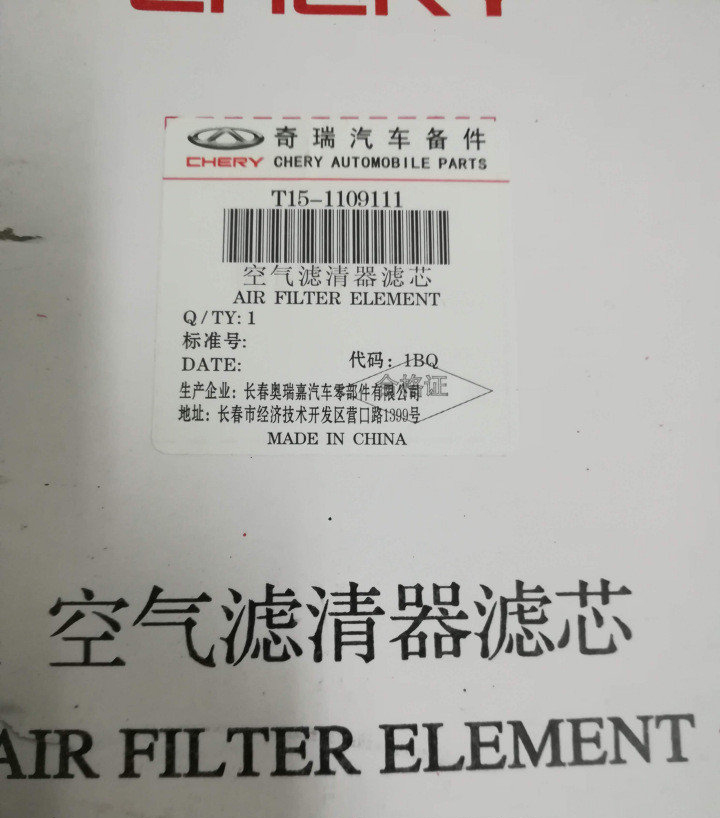 CHERY
奇瑞汽车备件
CHERY CHERY AUTOMOBILE PARTS
T15-1109111
空气滤清器滤芯
AIR FILTER ELEMENT
Q/TY: 1
标准号:
DATE: 代码: 1BQ
合格证
生产企业: 长春奥瑞嘉汽车零部件有限公司
地址: 长春市经济技术开发区营口路1399号
MADE IN CHINA
空气滤清器滤芯
AIR FILTER ELEMENT